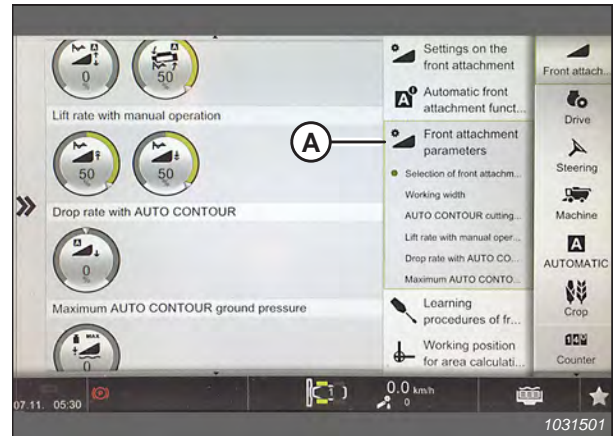 0
%
50
%
Settings on the
front attachment
Front attach...
Automatic front
attachment funct...
Drive
Lift rate with manual operation
A
Front attachment
parameters
50
%
50
%
Selection of front attachm...
Steering
Working width
Drop rate with AUTO CONTOUR
AUTO CONTOUR cutting...
Machine
Lift rate with manual oper...
A
0
%
Drop rate with AUTO CO...
AUTOMATIC
Maximum AUTO CONTO...
Maximum AUTO CONTOUR ground pressure
Learning
procedures of fr...
Crop
MAX
0
Working position
for area calculati...
Counter
07.11. 05:30
0.0 km/h
0
1031501